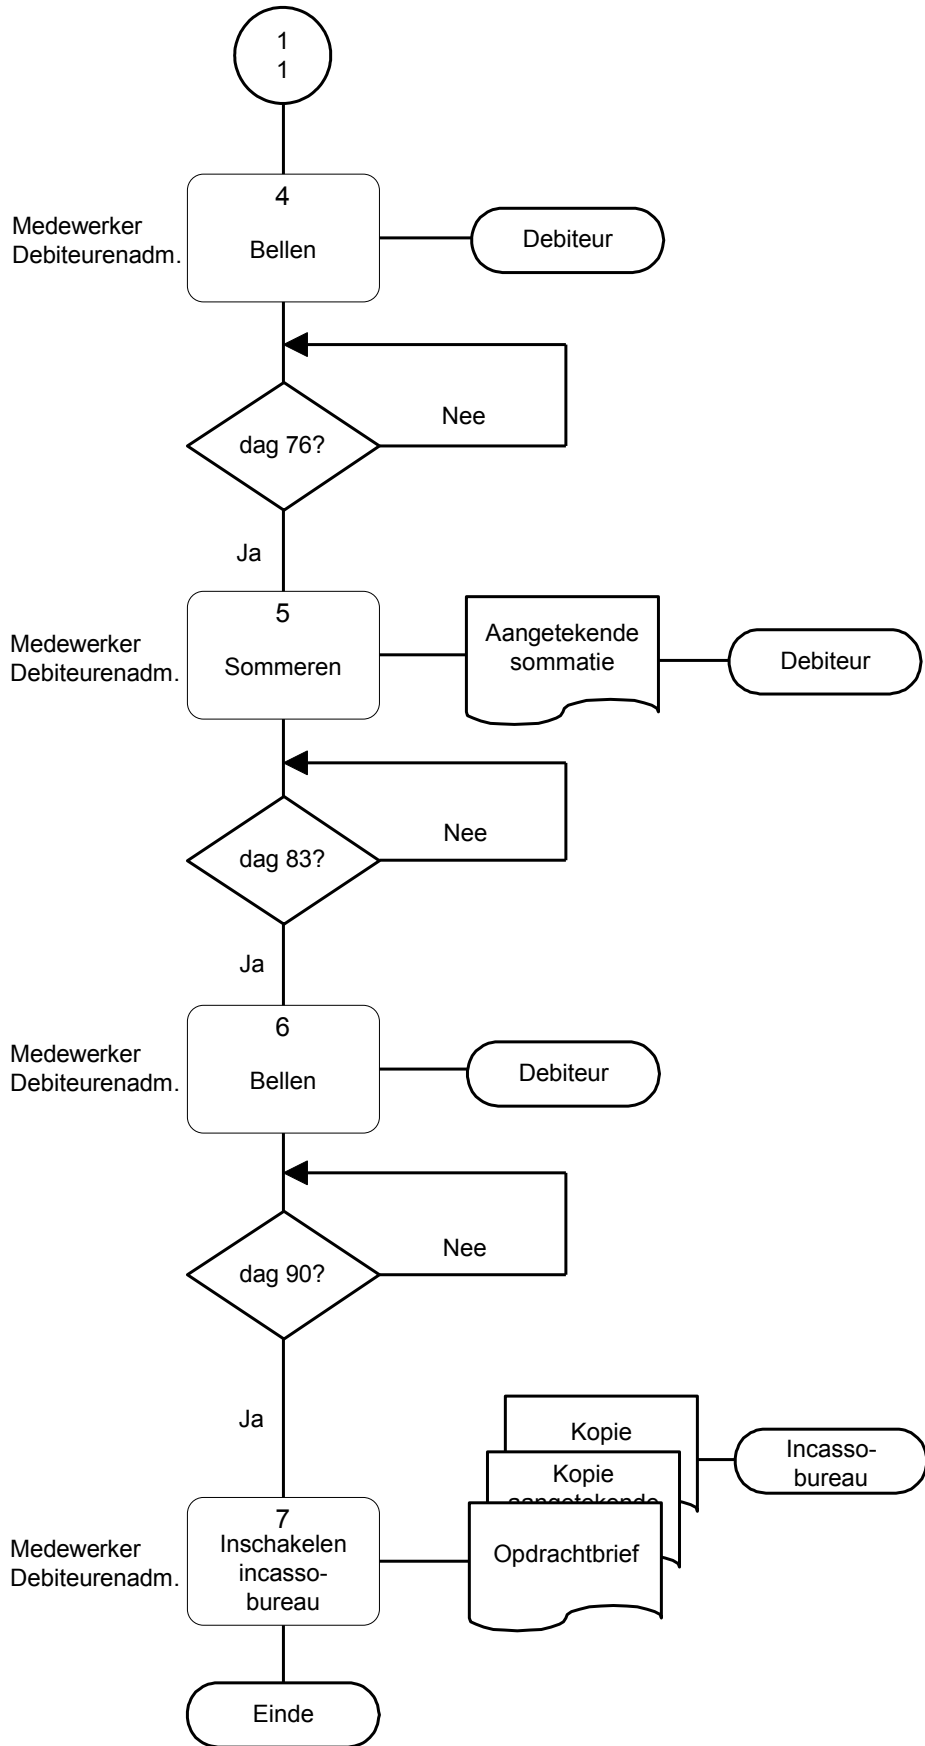 1
1
4
Medewerker
Debiteurenadm.
Bellen
Debiteur
Nee
dag 76?
Ja
5
Medewerker
Debiteurenadm.
Sommeren
Aangetekende
sommatie
Debiteur
Nee
dag 83?
Ja
6
Medewerker
Debiteurenadm.
Bellen
Debiteur
Nee
dag 90?
Ja
Kopie
Incasso-
bureau
Kopie
aangetekende
7
Medewerker
Debiteurenadm.
Inschakelen
incasso-
bureau
Opdrachtbrief
Einde